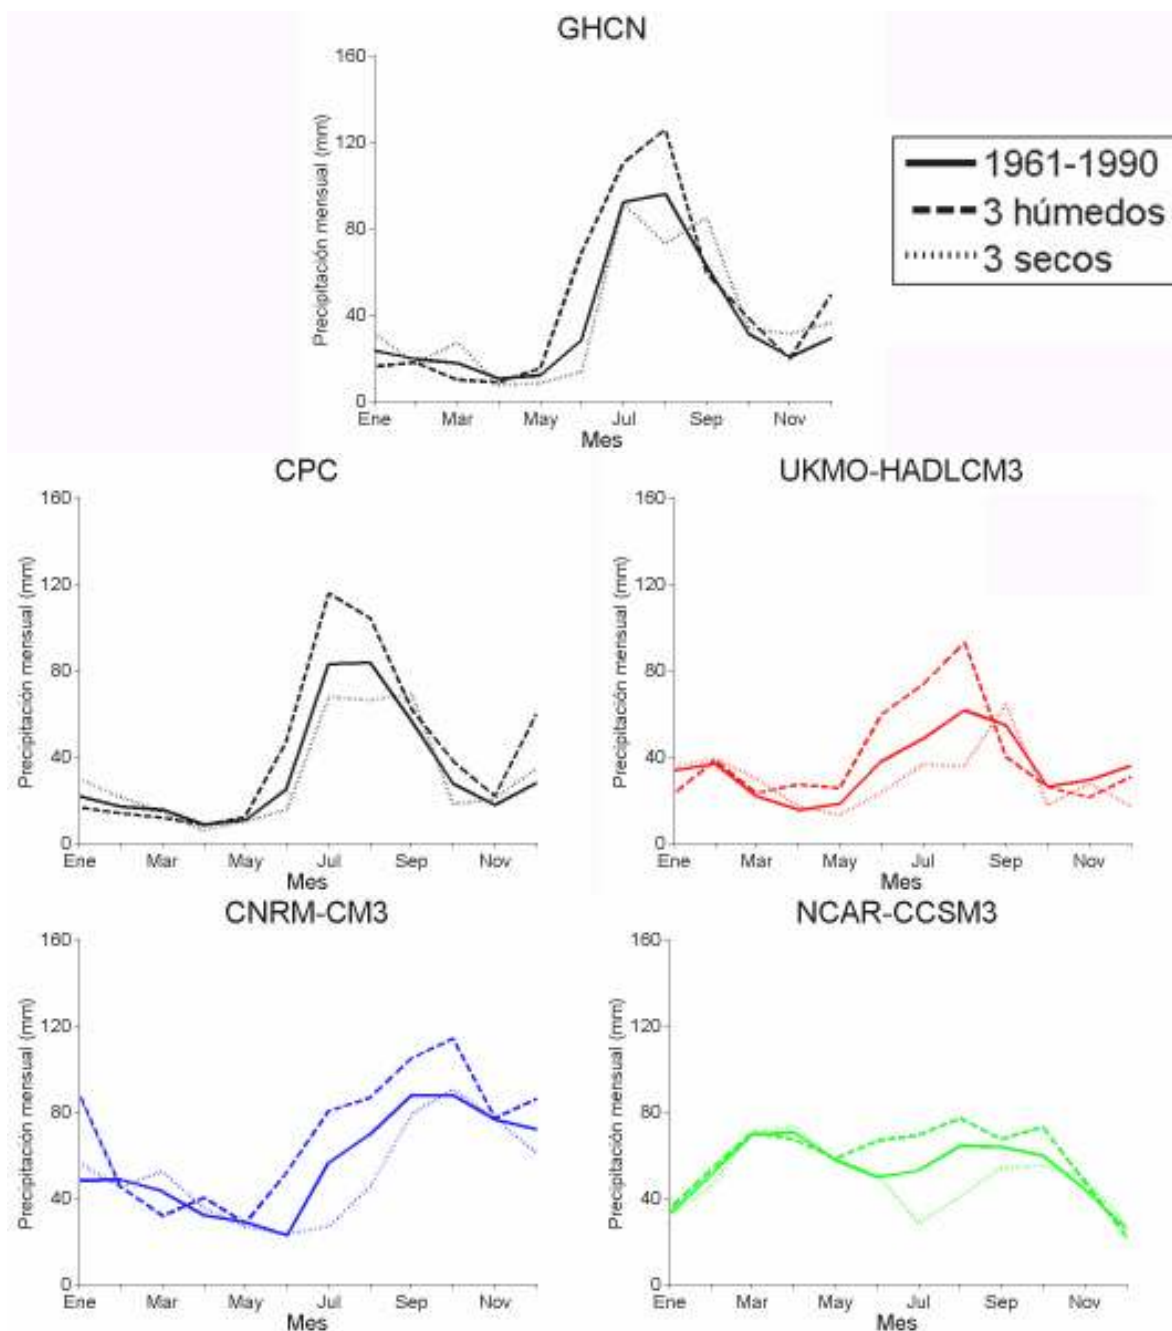 GHCN
160
120
80
40
0
Precipitación mensual (mm)
Ene Mar May Jul Sep Nov
Mes
1961-1990
3 húmedos
3 secos
CPC
160
120
80
40
0
Precipitación mensual (mm)
Ene Mar May Jul Sep Nov
Mes
UKMO-HADLCM3
160
120
80
40
0
Precipitación mensual (mm)
Ene Mar May Jul Sep Nov
Mes
CNRM-CM3
160
120
80
40
0
Precipitación mensual (mm)
Ene Mar May Jul Sep Nov
Mes
NCAR-CCSM3
160
120
80
40
0
Precipitación mensual (mm)
Ene Mar May Jul Sep Nov
Mes